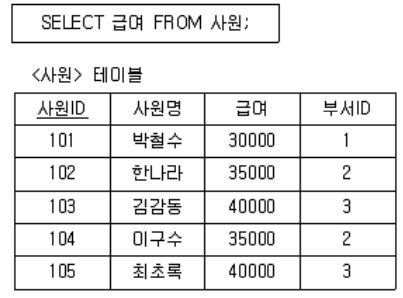 SELECT 급여 FROM 사원;
<사원> 테이블
사원ID 사원명 급여 부서ID
101 박철수 30000 1
102 한나라 35000 2
103 김감동 40000 3
104 이구수 35000 2
105 최초록 40000 3